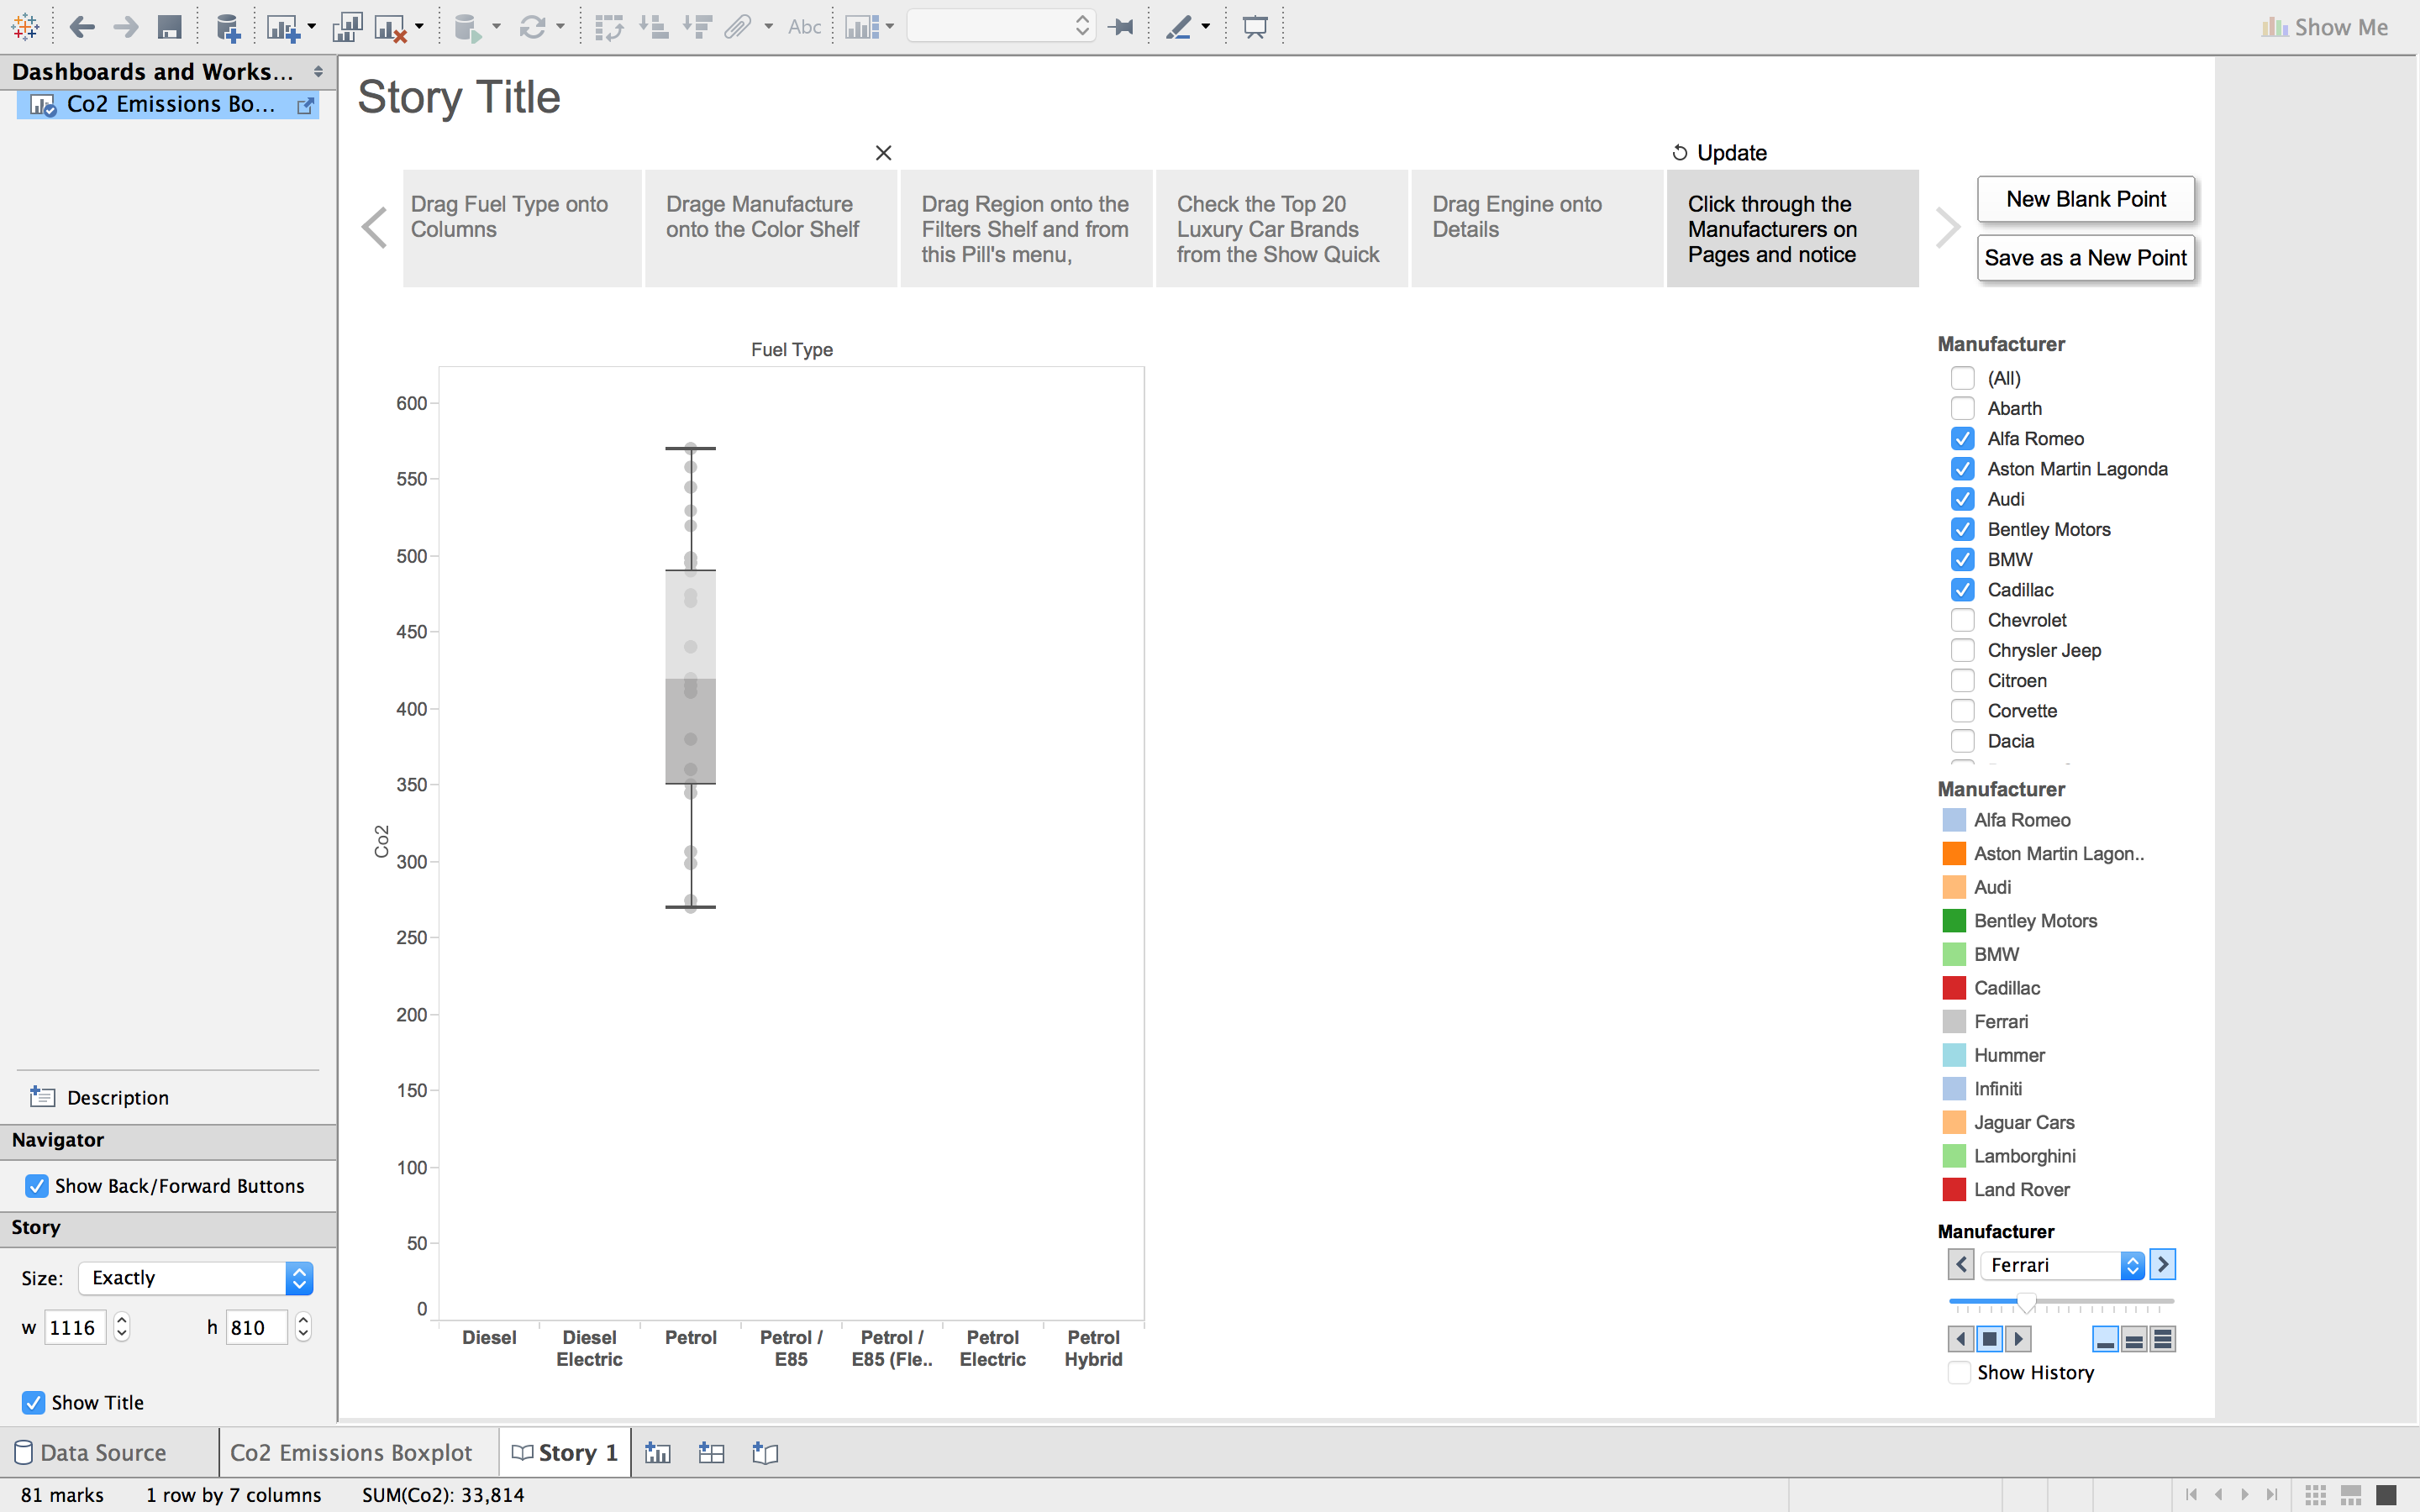 Abc
Show Me
Dashboards and Works...
Co2 Emissions Bo...
Story Title
Update
Drag Fuel Type onto
Columns
Drage Manufacture
onto the Color Shelf
Drag Region onto the
Filters Shelf and from
this Pill's menu,
Check the Top 20
Luxury Car Brands
from the Show Quick
Drag Engine onto
Details
Click through the
Manufacturers on
Pages and notice
New Blank Point
Save as a New Point
Fuel Type
600
550
500
450
400
350
300
250
200
150
100
50
0
Co2
Diesel
Diesel
Electric
Petrol
Petrol /
E85
Petrol /
E85 (Fle..
Petrol
Electric
Petrol
Hybrid
Manufacturer
(All)
Abarth
Alfa Romeo
Aston Martin Lagonda
Audi
Bentley Motors
BMW
Cadillac
Chevrolet
Chrysler Jeep
Citroen
Corvette
Dacia
Manufacturer
Alfa Romeo
Aston Martin Lagon..
Audi
Bentley Motors
BMW
Cadillac
Ferrari
Hummer
Infiniti
Jaguar Cars
Lamborghini
Land Rover
Manufacturer
Ferrari
Show History
Description
Navigator
Show Back/Forward Buttons
Story
Size: Exactly
w 1116 h 810
Show Title
Data Source
Co2 Emissions Boxplot
Story 1
81 marks
1 row by 7 columns
SUM(Co2): 33,814